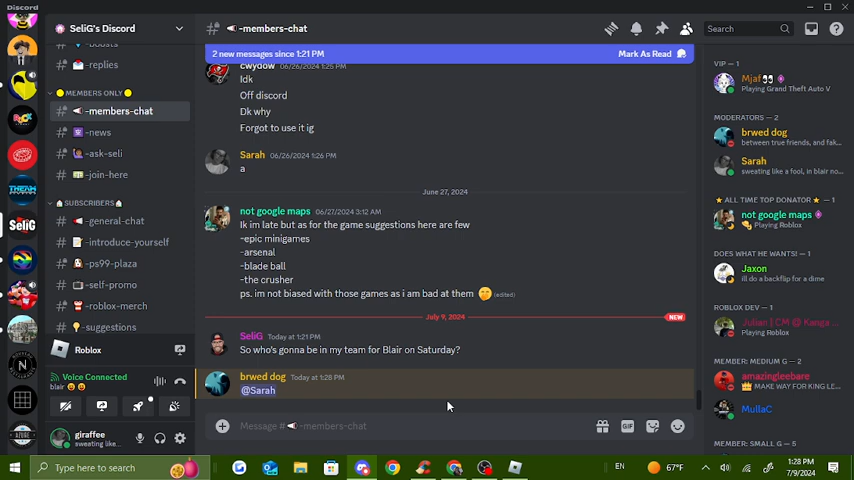 Discord
SeliG's Discord
-members-chat
Search
2 new messages since 1:21 PM
Mark As Read
-boosts
-replies
MEMBERS ONLY
-members-chat
-news
-ask-seli
-join-here
SUBSCRIBERS
-general-chat
-introduce-yourself
-ps99-plaza
-self-promo
-roblox-merch
-suggestions
Roblox
Voice Connected
blair
giraffee
sweating like...
cwydow 06/26/2024 1:25 PM
Idk
Off discord
Dk why
Forgot to use it ig
Sarah 06/26/2024 1:26 PM
a
June 27, 2024
not google maps 06/27/2024 3:12 AM
Ik im late but as for the game suggestions here are few
-epic minigames
-arsenal
-blade ball
-the crusher
ps. im not biased with those games as i am bad at them (edited)
July 9, 2024
NEW
SeliG Today at 1:21 PM
So who's gonna be in my team for Blair on Saturday?
brwed dog Today at 1:28 PM
@Sarah
Message # -members-chat
GIF
VIP — 1
Mjaf
Playing Grand Theft Auto V
MODERATORS — 2
brwed dog
between true friends, and fak...
Sarah
sweating like a fool, in blair no...
ALL TIME TOP DONATOR — 1
not google maps
Playing Roblox
DOES WHAT HE WANTS! — 1
Jaxon
ill do a backflip for a dime
ROBLOX DEV — 1
Julian | CM @ Kanga ...
Playing Roblox
MEMBER: MEDIUM G — 2
amazingleebare
MAKE WAY FOR KING LE...
MullaC
MEMBER: SMALL G — 5
SeliG
Type here to search
EN
67°F
1:28 PM
7/9/2024